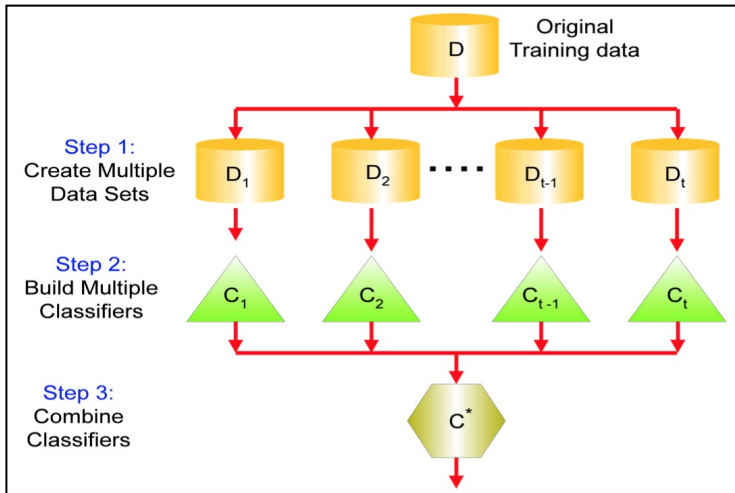 D
Original
Training data
Step 1:
Create Multiple
Data Sets
D₁
D₂
....
Dₜ₋₁
Dₜ
Step 2:
Build Multiple
Classifiers
C₁
C₂
Cₜ₋₁
Cₜ
Step 3:
Combine
Classifiers
C*